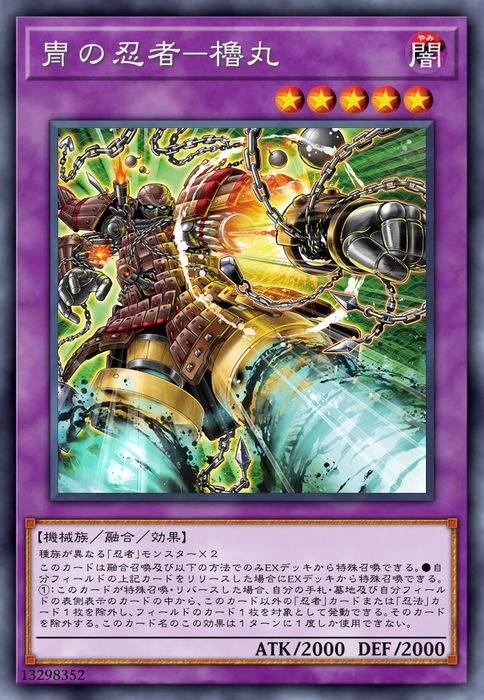 冑の忍者-櫓丸
やみ
闇
【機械族／融合／効果】
種族が異なる「忍者」モンスター×２
このカードは融合召喚及び以下の方法でのみEXデッキから特殊召喚できる。●自
分フィールドの上記カードをリリースした場合にEXデッキから特殊召喚できる。
①：このカードが特殊召喚・リバースした場合、自分の手札・墓地及び自分フィール
ドの表側表示のカードの中から、このカード以外の「忍者」カードまたは「忍法」カ
ード１枚を除外し、フィールドのカード１枚を対象として発動できる。そのカード
を除外する。このカード名のこの効果は１ターンに１度しか使用できない。
ATK/2000 DEF/2000
13298352